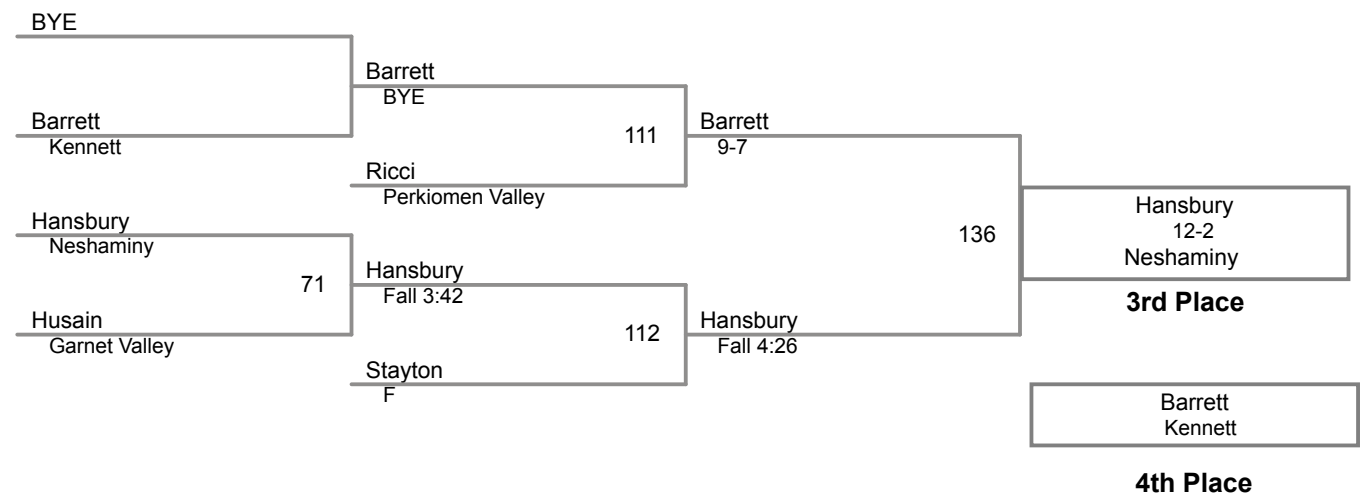 BYE
Barrett
BYE
Barrett
Kennett
111
Barrett
9-7
Ricci
Perkiomen Valley
Hansbury
Neshaminy
136
Hansbury
12-2
Neshaminy
3rd Place
71
Hansbury
Fall 3:42
Husain
Garnet Valley
112
Hansbury
Fall 4:26
Stayton
F
Barrett
Kennett
4th Place